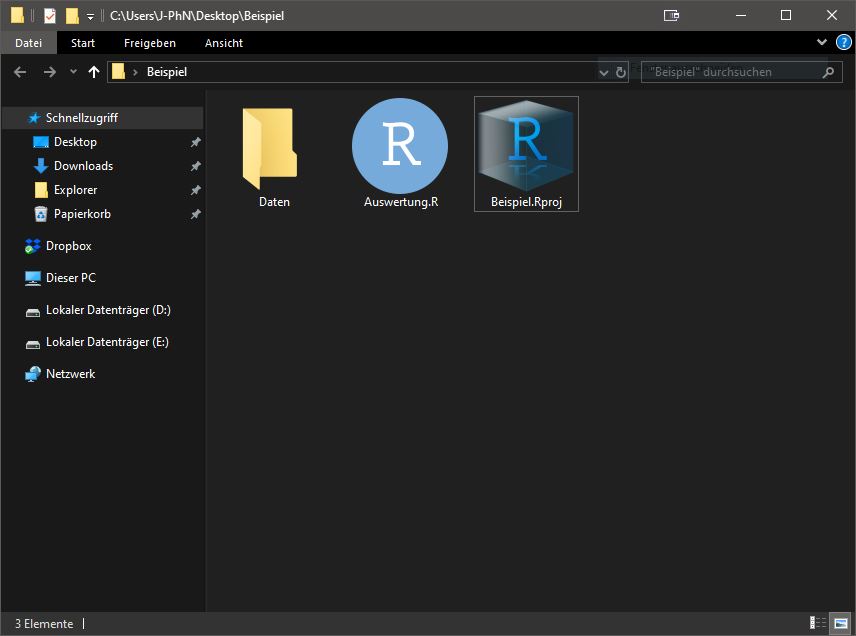 C:\Users\J-PhN\Desktop\Beispiel
Datei Start Freigeben Ansicht
Beispiel
"Beispiel" durchsuchen
Schnellzugriff
Desktop
Downloads
Explorer
Papierkorb
Dropbox
Dieser PC
Lokaler Datenträger (D:)
Lokaler Datenträger (E:)
Netzwerk
R
R
Daten
Auswertung.R
Beispiel.Rproj
3 Elemente